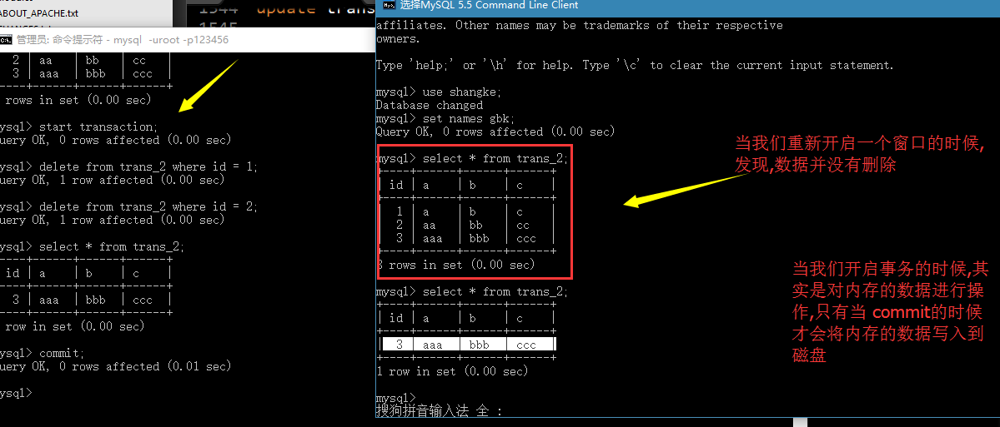 ABOUT_APACHE.txt
1544 update trans
管理员: 命令提示符 - mysql -uroot -p123456
2 | aa | bb | cc |
3 | aaa | bbb | ccc |
rows in set (0.00 sec)
ysql> start transaction;
uery OK, 0 rows affected (0.00 sec)
ysql> delete from trans_2 where id = 1;
uery OK, 1 row affected (0.00 sec)
ysql> delete from trans_2 where id = 2;
uery OK, 1 row affected (0.00 sec)
ysql> select * from trans_2;
id | a | b | c |
3 | aaa | bbb | ccc |
row in set (0.00 sec)
ysql> commit;
uery OK, 0 rows affected (0.01 sec)
ysql>
选择MySQL 5.5 Command Line Client
affiliates. Other names may be trademarks of their respective
owners.
Type 'help;' or '\h' for help. Type '\c' to clear the current input statement.
mysql> use shangke;
Database changed
mysql> set names gbk;
Query OK, 0 rows affected (0.00 sec)
mysql> select * from trans_2;
| id | a | b | c |
| 1 | a | b | c |
| 2 | aa | bb | cc |
| 3 | aaa | bbb | ccc |
3 rows in set (0.00 sec)
mysql> select * from trans_2;
| id | a | b | c |
| 3 | aaa | bbb | ccc |
1 row in set (0.00 sec)
mysql>
搜狗拼音输入法 全 :
当我们重新开启一个窗口的时候,
发现,数据并没有删除
当我们开启事务的时候,其
实是对内存的数据进行操
作,只有当 commit的时候
才会将内存的数据写入到
磁盘